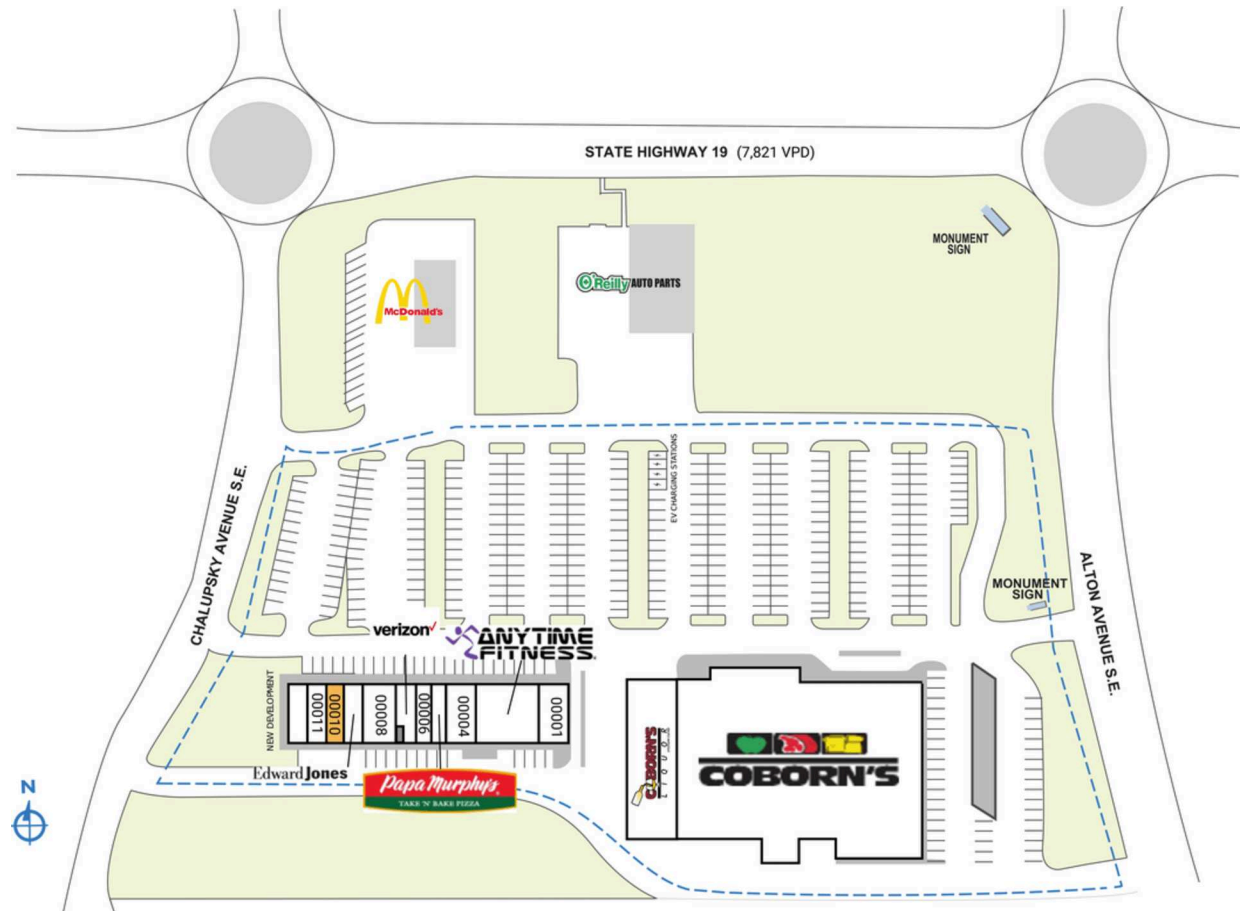 STATE HIGHWAY 19 (7,821 VPD)
MONUMENT
SIGN
McDonald's
O'Reilly AUTO PARTS
EV CHARGING STATIONS
CHALUPSKY AVENUE S.E.
ALTON AVENUE S.E.
MONUMENT
SIGN
verizon
ANYTIME
FITNESS
NEW DEVELOPMENT
00011
00010
00008
00006
00004
00001
Edward Jones
Papa Murphy's
TAKE 'N' BAKE PIZZA
COBORN'S
LIQUOR
COBORN'S
N